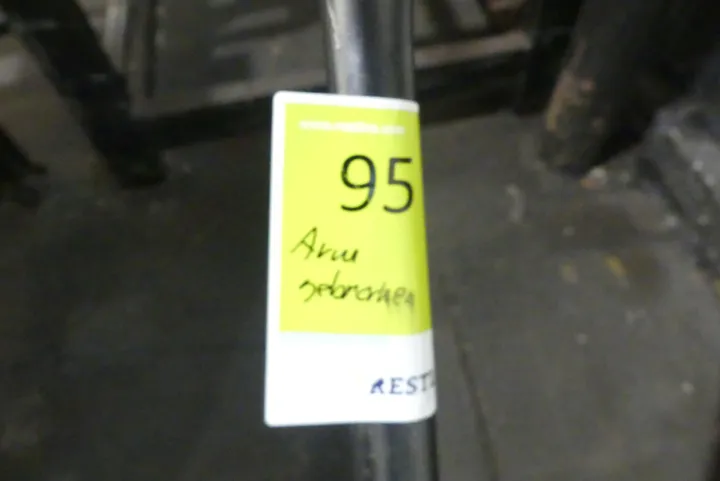 95
Arm
gebrochen
REST